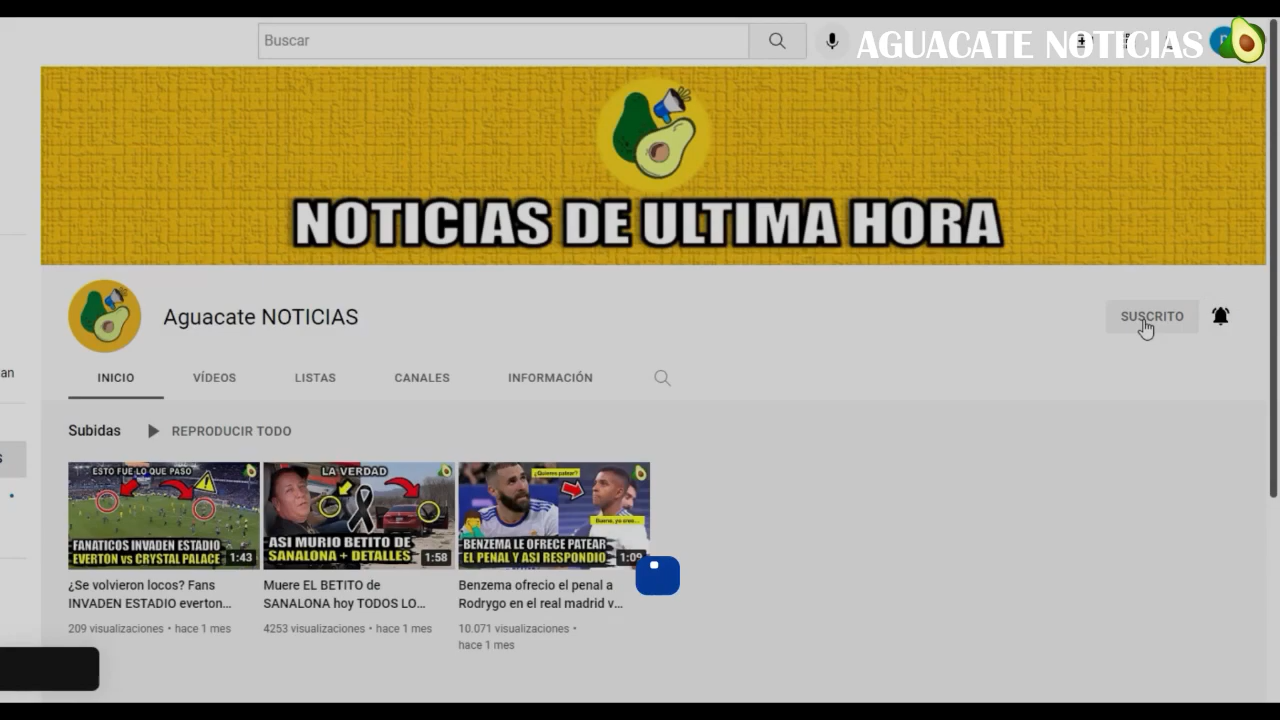 Buscar
AGUACATE NOTICIAS
NOTICIAS DE ULTIMA HORA
Aguacate NOTICIAS
SUSCRITO
INICIO
VÍDEOS
LISTAS
CANALES
INFORMACIÓN
an
S
Subidas
REPRODUCIR TODO
ESTO FUE LO QUE PASO
FANATICOS INVADEN ESTADIO
EVERTON vs CRYSTAL PALACE
1:43
LA VERDAD
ASI MURIO BETITO DE
SANALONA + DETALLES
1:58
¿Quieres patear?
Bueno, yo creo...
BENZEMA LE OFRECE PATEAR
EL PENAL Y ASI RESPONDIO
1:09
¿Se volvieron locos? Fans
INVADEN ESTADIO everton...
209 visualizaciones • hace 1 mes
Muere EL BETITO de
SANALONA hoy TODOS LO...
4253 visualizaciones • hace 1 mes
Benzema ofrecio el penal a
Rodrygo en el real madrid v...
10.071 visualizaciones •
hace 1 mes